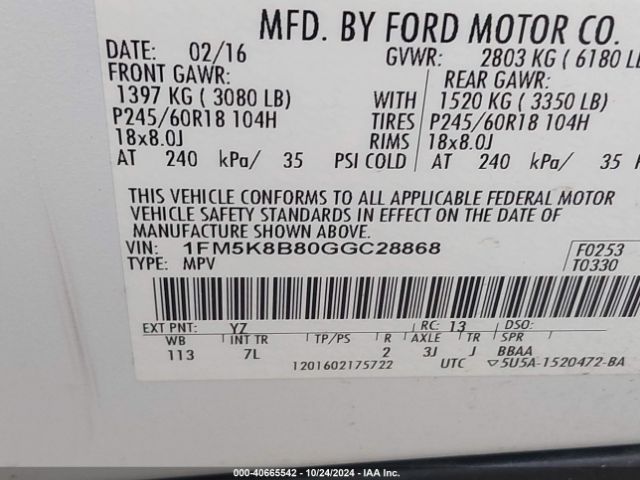 MFD. BY FORD MOTOR CO.
DATE: 02/16 GVWR: 2803 KG ( 6180 LB
FRONT GAWR: REAR GAWR:
1397 KG ( 3080 LB) WITH 1520 KG ( 3350 LB)
P245/60R18 104H TIRES P245/60R18 104H
18x8.0J RIMS 18x8.0J
AT 240 kPa/ 35 PSI COLD AT 240 kPa/ 35 P
THIS VEHICLE CONFORMS TO ALL APPLICABLE FEDERAL MOTOR
VEHICLE SAFETY STANDARDS IN EFFECT ON THE DATE OF
MANUFACTURE SHOWN ABOVE.
VIN: 1FM5K8B80GGC28868 F0253
TYPE: MPV T0330
EXT PNT: YZ RC: 13 DSO:
WB INT TR TP/PS R AXLE TR SPR
113 7L 2 3J J BBAA
1201602175722 UTC ▽5U5A-1520472-BA
000-40665542 - 10/24/2024 - IAA Inc.